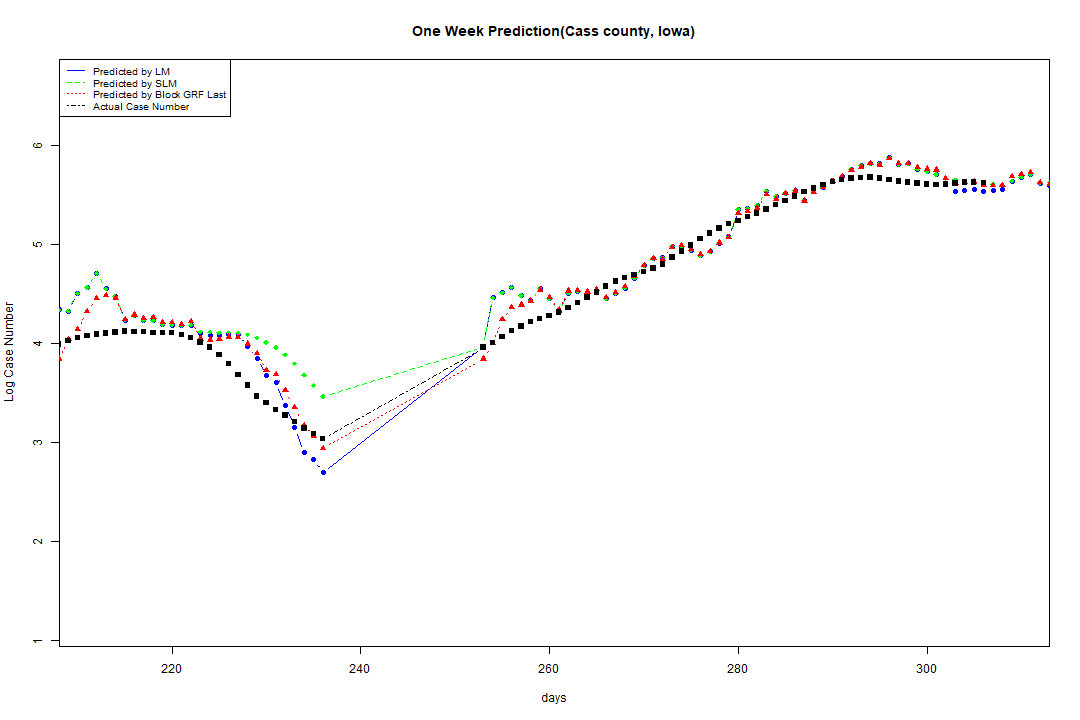 One Week Prediction(Cass county, Iowa)
Predicted by LM
Predicted by SLM
Predicted by Block GRF Last
Actual Case Number
6
5
4
3
2
1
Log Case Number
220 240 260 280 300
days